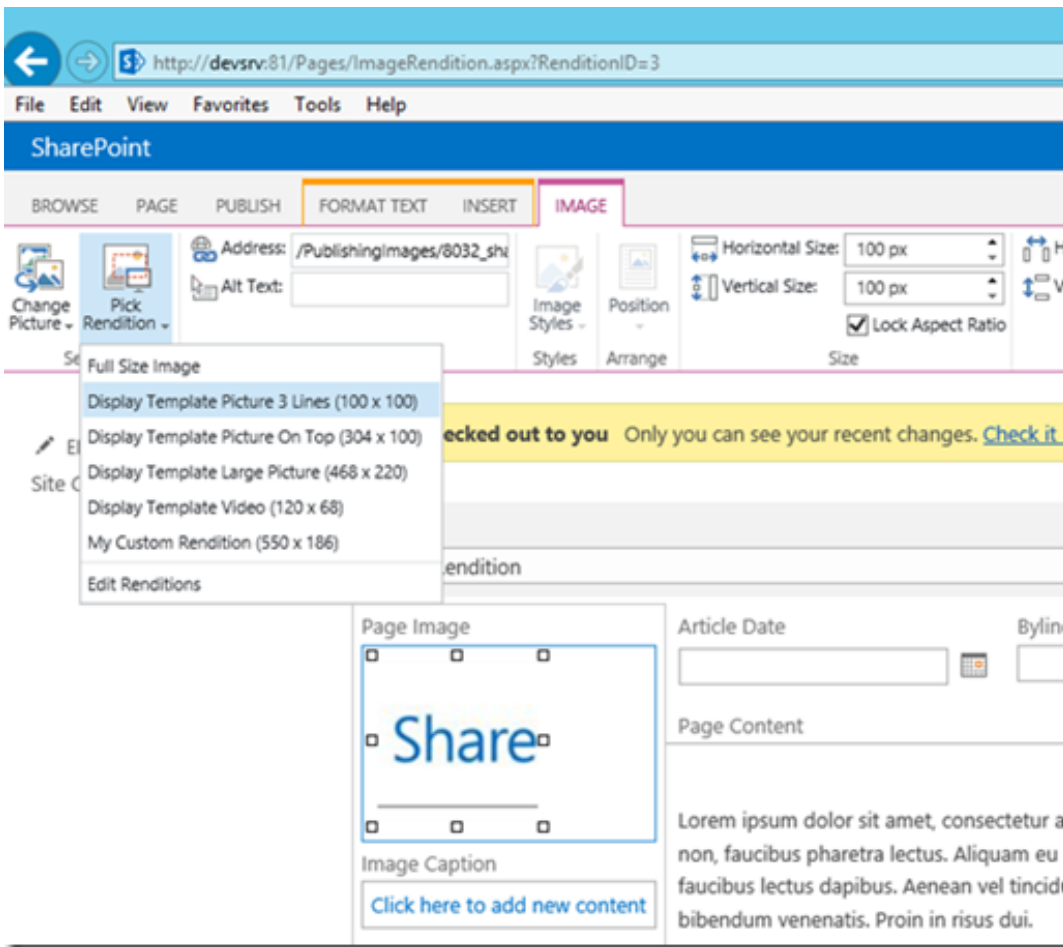 http://devsrv:81/Pages/ImageRendition.aspx?RenditionID=3
File Edit View Favorites Tools Help
SharePoint
BROWSE PAGE PUBLISH FORMAT TEXT INSERT IMAGE
Change Picture
Pick Rendition
Address: /PublishingImages/8032_sha
Alt Text:
Image Styles
Position
Horizontal Size: 100 px
Vertical Size: 100 px
Lock Aspect Ratio
Styles Arrange Size
Full Size Image
Display Template Picture 3 Lines (100 x 100)
Display Template Picture On Top (304 x 100)
Display Template Large Picture (468 x 220)
Display Template Video (120 x 68)
My Custom Rendition (550 x 186)
Edit Renditions
ecked out to you Only you can see your recent changes. Check it
Site
endition
Page Image
Share
Image Caption
Click here to add new content
Article Date
Byline
Page Content
Lorem ipsum dolor sit amet, consectetur a
non, faucibus pharetra lectus. Aliquam eu
faucibus lectus dapibus. Aenean vel tincidu
bibendum venenatis. Proin in risus dui.